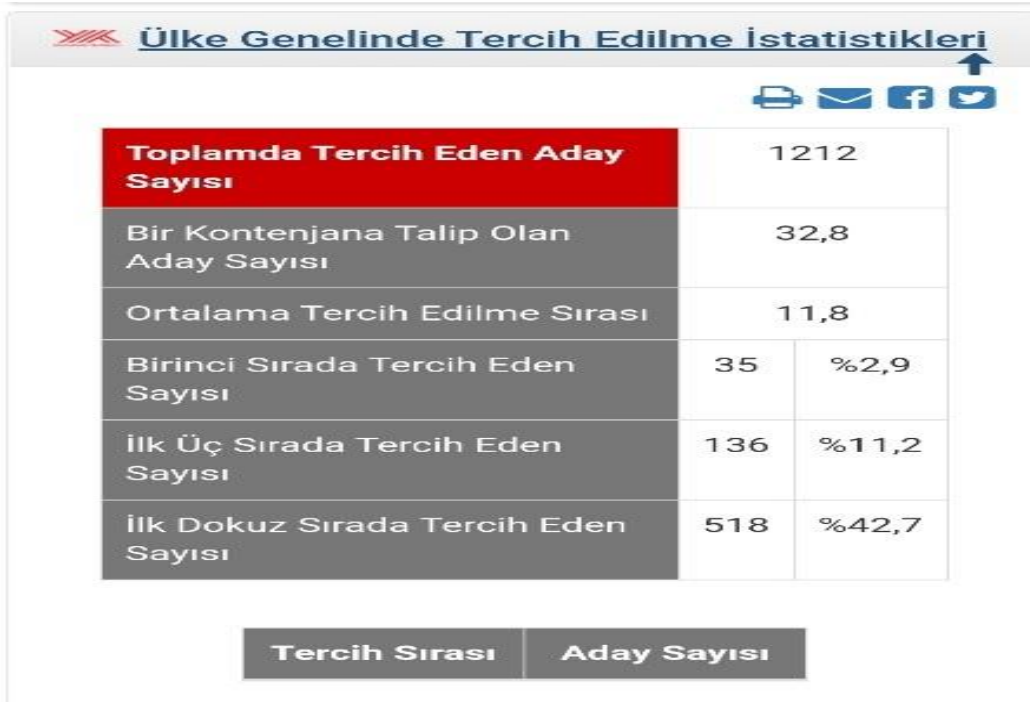 Ülke Genelinde Tercih Edilme İstatistikleri
Toplamda Tercih Eden Aday
Sayısı
1212
Bir Kontenjana Talip Olan
Aday Sayısı
32,8
Ortalama Tercih Edilme Sırası
11,8
Birinci Sırada Tercih Eden
Sayısı
35 %2,9
İlk Üç Sırada Tercih Eden
Sayısı
136 %11,2
İlk Dokuz Sırada Tercih Eden
Sayısı
518 %42,7
Tercih Sırası Aday Sayısı